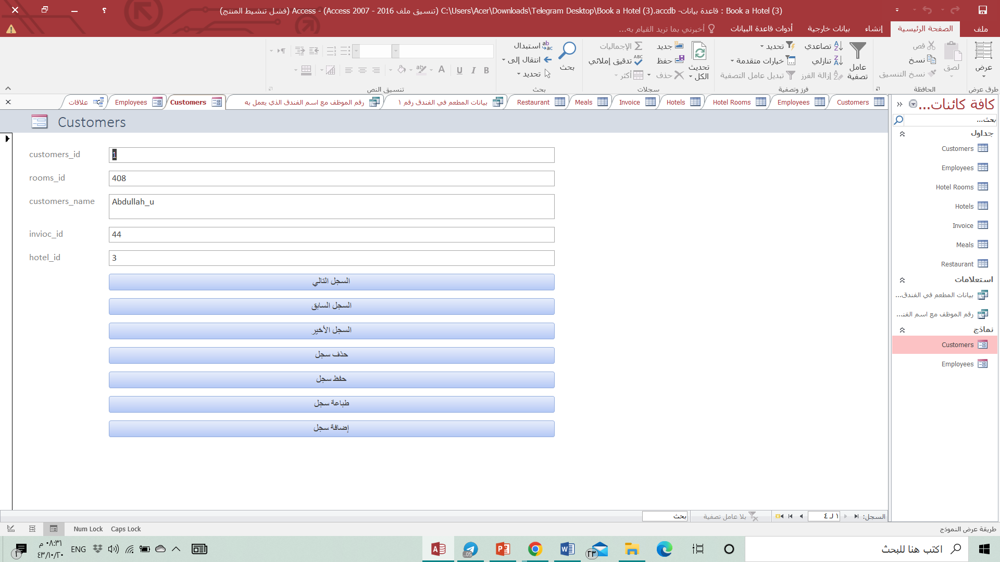 Book a Hotel (3) : قاعدة بيانات- C:\Users\Acer\Downloads\Telegram Desktop\Book a Hotel (3).accdb (تنسيق ملف Access 2007 - 2016) - Access (فشل تنشيط المنتج)
ملف
الصفحة الرئيسية
إنشاء
بيانات خارجية
أدوات قاعدة البيانات
أخبرني بما تريد القيام به...
عرض
طرق عرض
لصق
قص
نسخ
نسخ التنسيق
الحافظة
عامل تصفية
تصاعدي
تنازلي
إزالة الفرز
تحديد
خيارات متقدمة
تبديل عامل التصفية
فرز وتصفية
تحديث الكل
جديد
حفظ
حذف
الإجماليات
تدقيق إملائي
أكثر
سجلات
بحث
استبدال
انتقال إلى
تحديد
بحث
B I U A
تنسيق النص
كافة كائنات...
بحث...
جداول
Customers
Employees
Hotel Rooms
Hotels
Invoice
Meals
Restaurant
استعلامات
بيانات المطعم في الفندق...
رقم الموظف مع اسم الفنـ...
نماذج
Customers
Employees
Customers
Employees
Hotel Rooms
Hotels
Invoice
Meals
Restaurant
بيانات المطعم في الفندق رقم ١
رقم الموظف مع اسم الفندق الذي يعمل به
Customers
Employees
علاقات
Customers
customers_id 1
rooms_id 408
customers_name Abdullah_u
invioc_id 44
hotel_id 3
السجل التالي
السجل السابق
السجل الأخير
حذف سجل
حفظ سجل
طباعة سجل
إضافة سجل
السجل: ١ لـ ٤
بلا عامل تصفية
بحث
طريقة عرض النموذج
Num Lock Caps Lock
اكتب هنا للبحث
٢٣
.05
ENG
٠٨:٣١ م
٤٣/١٠/٢٠
١